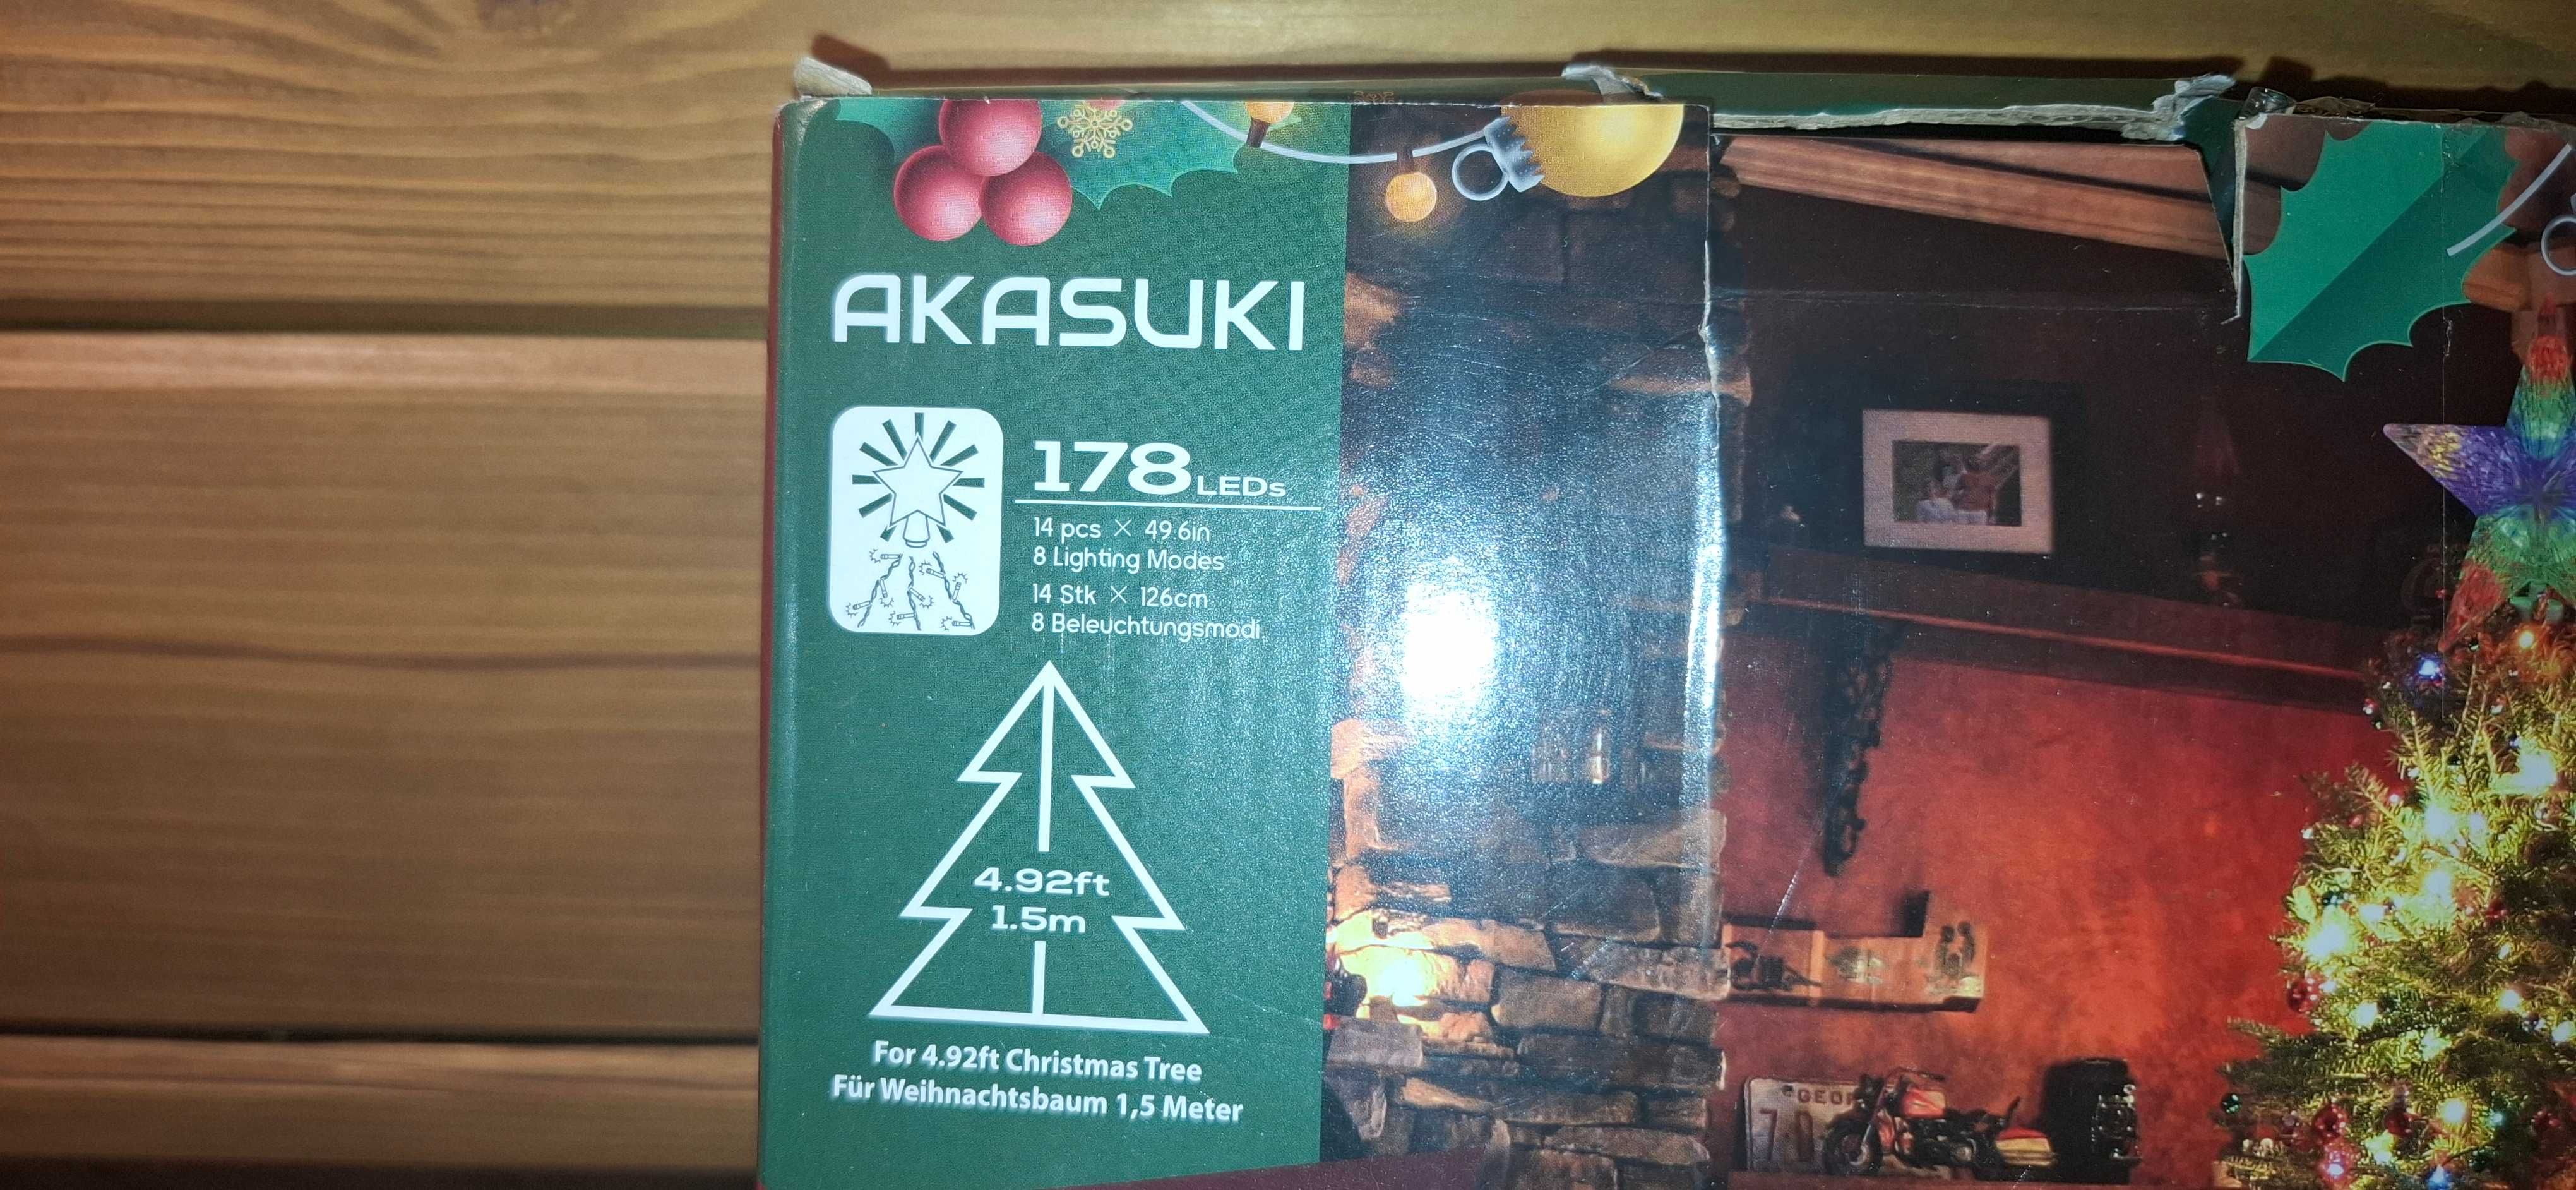 AKASUKI
178 LEDs
14 pcs × 49.6in
8 Lighting Modes
14 Stk × 126cm
8 Beleuchtungsmodi
4.92ft
1.5m
For 4.92ft Christmas Tree
Für Weihnachtsbaum 1,5 Meter